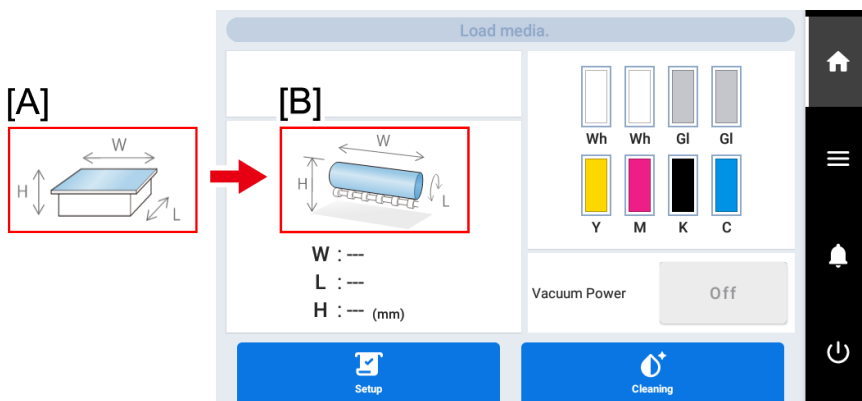 Load media.
[A]
[B]
W
H
L
W
H
L
Wh Wh Gl Gl
Y M K C
W : ---
L : ---
H : --- (mm)
Vacuum Power
Off
Setup
Cleaning